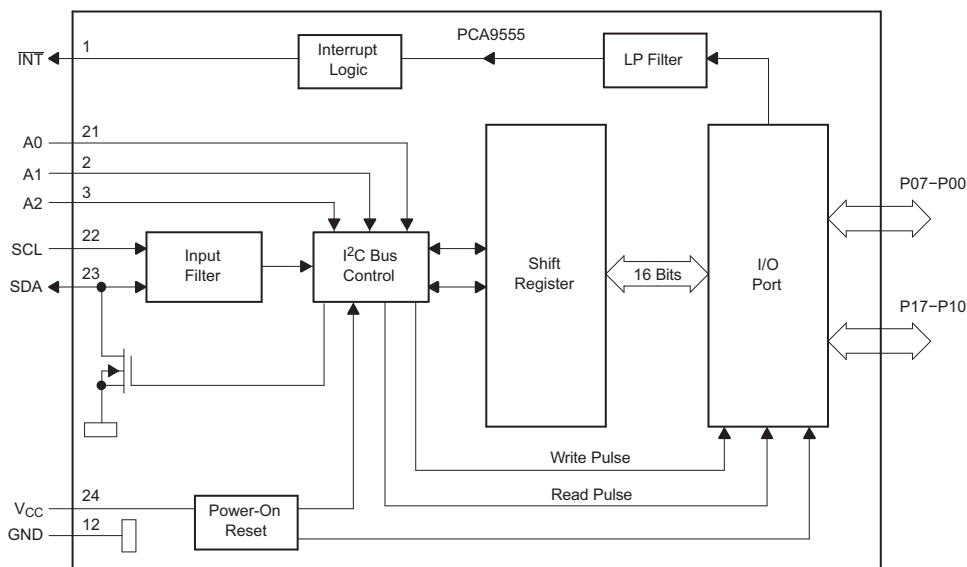 PCA9555
INT
1
Interrupt
Logic
LP Filter
A0
21
A1
2
A2
3
SCL
22
SDA
23
Input
Filter
I²C Bus
Control
Shift
Register
16 Bits
I/O
Port
P07−P00
P17−P10
Write Pulse
Read Pulse
VCC
24
GND
12
Power-On
Reset